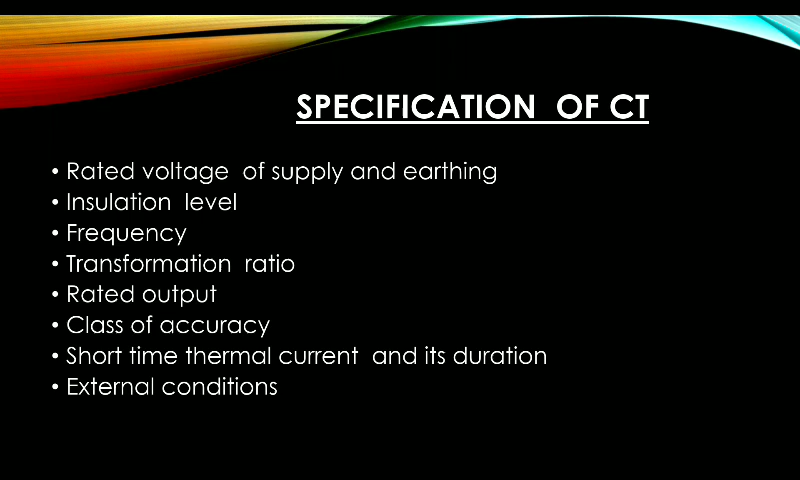 SPECIFICATION OF CT
• Rated voltage of supply and earthing
• Insulation level
• Frequency
• Transformation ratio
• Rated output
• Class of accuracy
• Short time thermal current and its duration
• External conditions